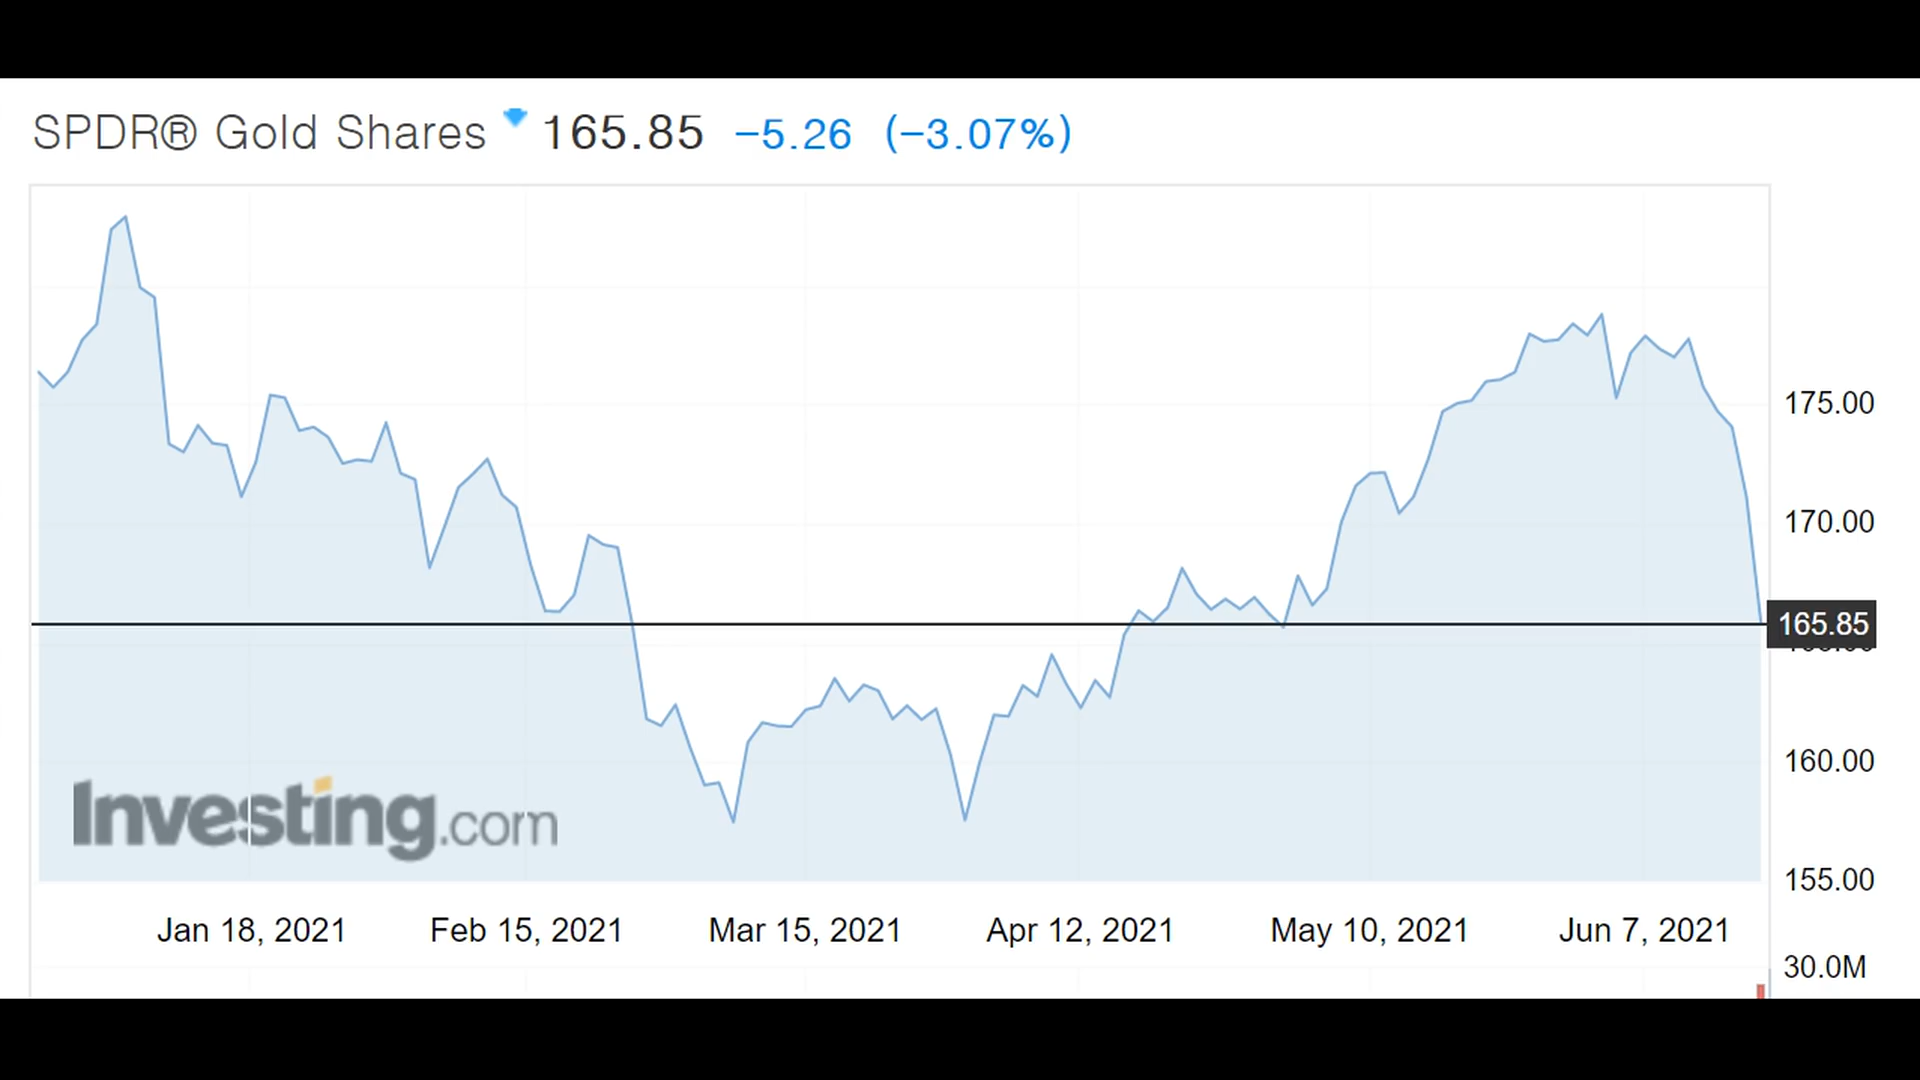 SPDR® Gold Shares 165.85 −5.26 (−3.07%)
175.00
170.00
165.85
160.00
Investing.com
155.00
Jan 18, 2021 Feb 15, 2021 Mar 15, 2021 Apr 12, 2021 May 10, 2021 Jun 7, 2021
30.0M